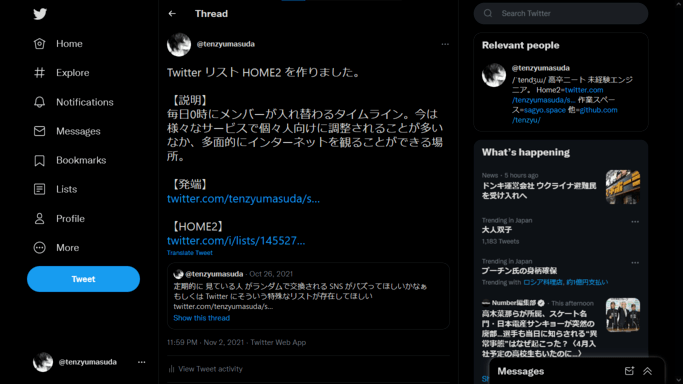 Home
Explore
Notifications
Messages
Bookmarks
Lists
Profile
More
Tweet
@tenzyumasuda
Thread
@tenzyumasuda
Twitter リスト HOME2 を作りました。
【説明】
毎日0時にメンバーが入れ替わるタイムライン。今は
様々なサービスで個々人向けに調整されることが多い
なか、多面的にインターネットを観ることができる場
所。
【発端】
twitter.com/tenzyumasuda/s...
【HOME2】
twitter.com/i/lists/145527...
Translate Tweet
@tenzyumasuda · Oct 26, 2021
定期的に 見ている人 がランダムで交換される SNS がバズってほしいかなぁ
もしくは Twitter にそういう特殊なリストが存在してほしい
twitter.com/tenzyumasuda/s...
Show this thread
11:59 PM · Nov 2, 2021 · Twitter Web App
View Tweet activity
Search Twitter
Relevant people
@tenzyumasuda
/ˈtendʒuː/ 高卒ニート 未経験エンジ
ニア。 Home2=twitter.com
/tenzyumasuda/s... 作業スペー
ス=sagyo.space 他=github.com
/tenzyu/
What's happening
News · 5 hours ago
ドンキ運営会社 ウクライナ避難民
を受け入れへ
Trending in Japan
大人双子
1,183 Tweets
Trending in Japan
プーチン氏の身柄確保
Trending with ロシア料理店, 約1億円支払い
Number編集部 · This afternoon
高木菜那らが所属、スケート名
門・日本電産サンキョーが突然の
廃部…選手も当日に知らされる“異
常事態”はなぜ起こった？〈4月入
社予定の高校生もいたのに…〉
Messages